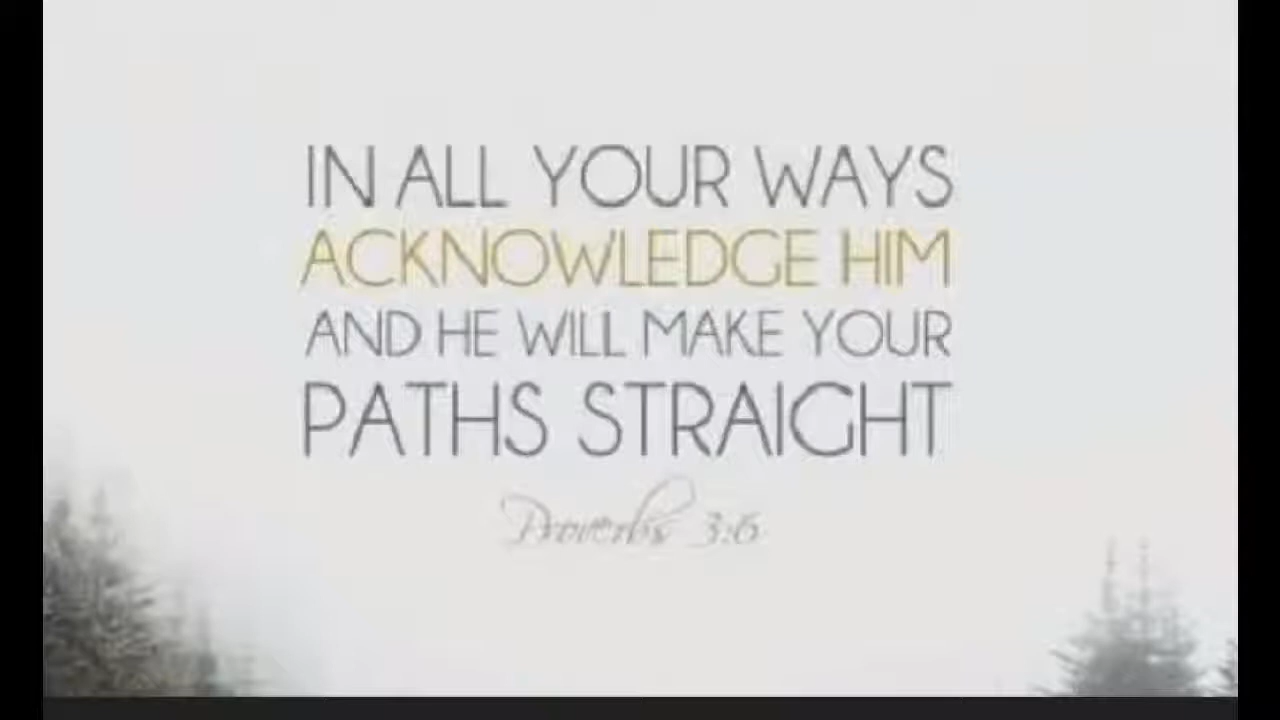 IN ALL YOUR WAYS
ACKNOWLEDGE HIM
AND HE WILL MAKE YOUR
PATHS STRAIGHT
Proverbs 3:6